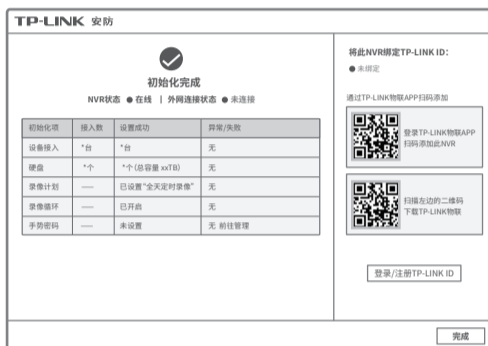 TP-LINK 安防
初始化完成
NVR状态 ●在线 | 外网连接状态 ●未连接
初始化项 接入数 设置成功 异常/失败
设备接入 *台 *台 无
硬盘 *个 *个（总容量 xxTB） 无
录像计划 —— 已设置“全天定时录像” 无
录像循环 —— 已开启 无
手势密码 —— 未设置 无 前往管理
将此NVR绑定TP-LINK ID：
●未绑定
通过TP-LINK物联APP扫码添加
登录TP-LINK物联APP
扫码添加此NVR
扫描左边的二维码
下载TP-LINK物联
登录/注册TP-LINK ID
完成